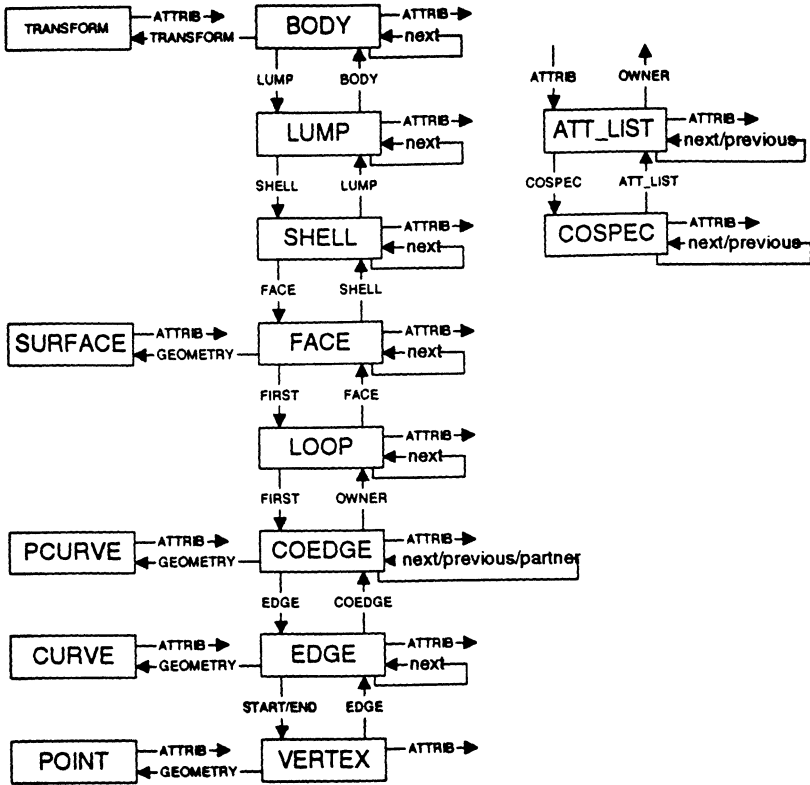 TRANSFORM
ATTRIB
TRANSFORM
BODY
ATTRIB
next
LUMP
BODY
LUMP
ATTRIB
next
SHELL
LUMP
SHELL
ATTRIB
next
FACE
SHELL
SURFACE
ATTRIB
GEOMETRY
FACE
ATTRIB
next
FIRST
FACE
LOOP
ATTRIB
next
FIRST
OWNER
PCURVE
ATTRIB
GEOMETRY
COEDGE
ATTRIB
next/previous/partner
EDGE
COEDGE
CURVE
ATTRIB
GEOMETRY
EDGE
ATTRIB
next
START/END
EDGE
POINT
ATTRIB
GEOMETRY
VERTEX
ATTRIB
ATTRIB
OWNER
ATT_LIST
ATTRIB
next/previous
COSPEC
ATT_LIST
COSPEC
ATTRIB
next/previous